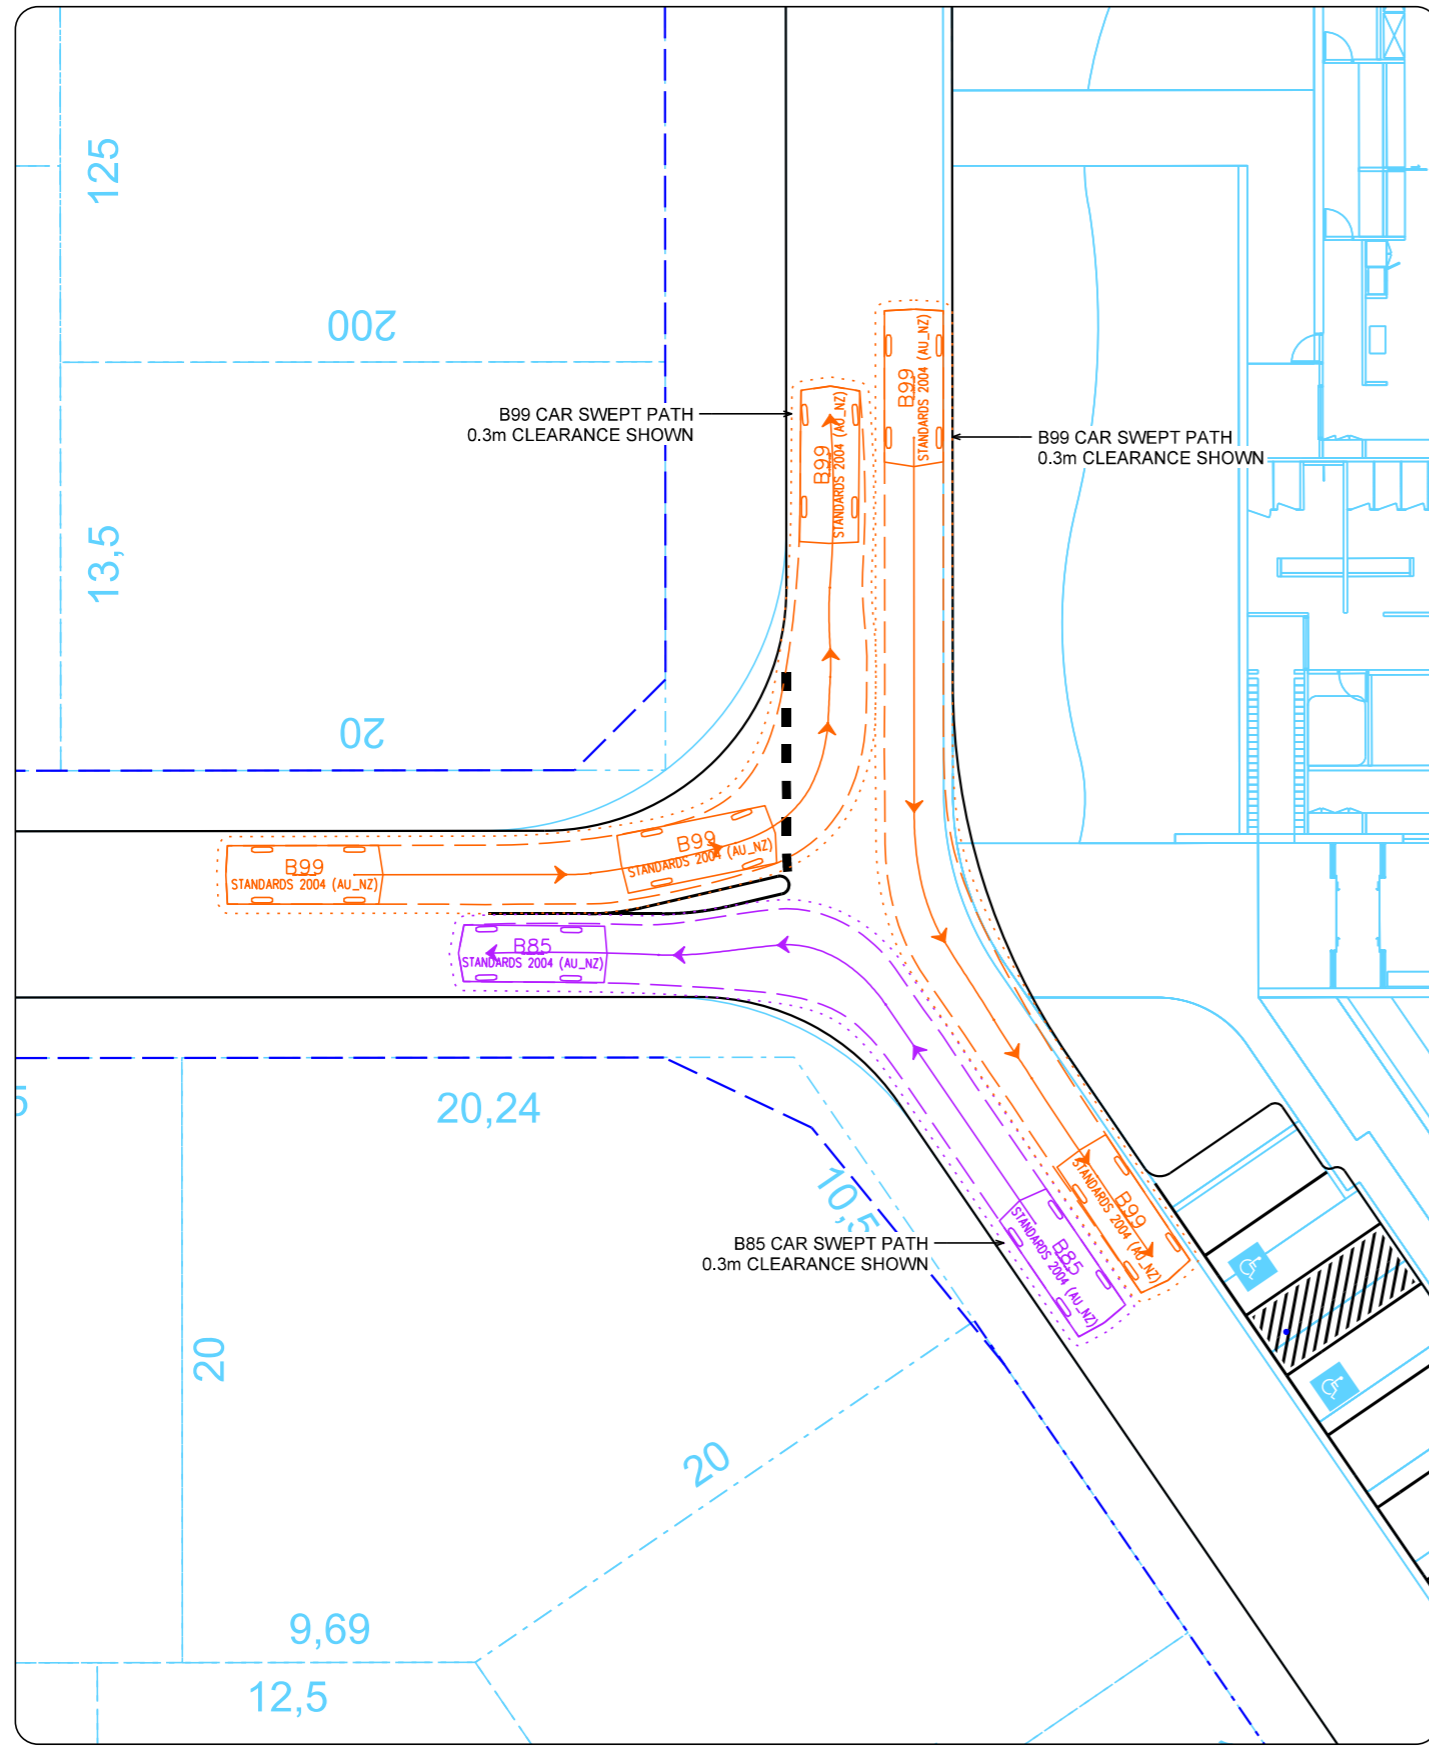 125
200
B99 CAR SWEPT PATH
0.3m CLEARANCE SHOWN
B99
STANDARDS 2004 (AU_NZ)
B99
STANDARDS 2004 (AU_NZ)
B99 CAR SWEPT PATH
0.3m CLEARANCE SHOWN
13,5
20
B99
STANDARDS 2004 (AU_NZ)
B99
STANDARDS 2004 (AU_NZ)
B85
STANDARDS 2004 (AU_NZ)
5
20,24
10,5
B99
STANDARDS 2004 (AU_NZ)
B85
STANDARDS 2004 (AU_NZ)
B85 CAR SWEPT PATH
0.3m CLEARANCE SHOWN
20
20
9,69
12,5